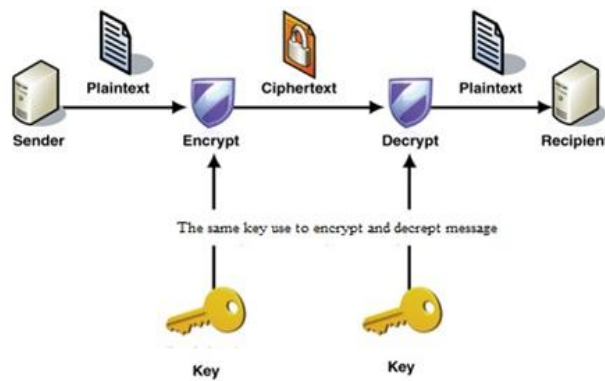 Plaintext
Ciphertext
Plaintext
Sender
Encrypt
Decrypt
Recipient
The same key use to encrypt and decrept message
Key
Key